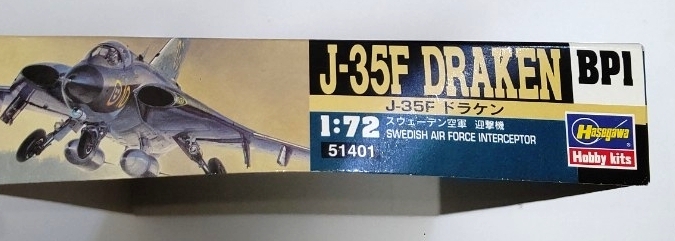 J-35F DRAKEN
BP1
J-35F ドラケン
1:72
スウェーデン空軍 迎撃機
SWEDISH AIR FORCE INTERCEPTOR
51401
Hasegawa
Hobby kits